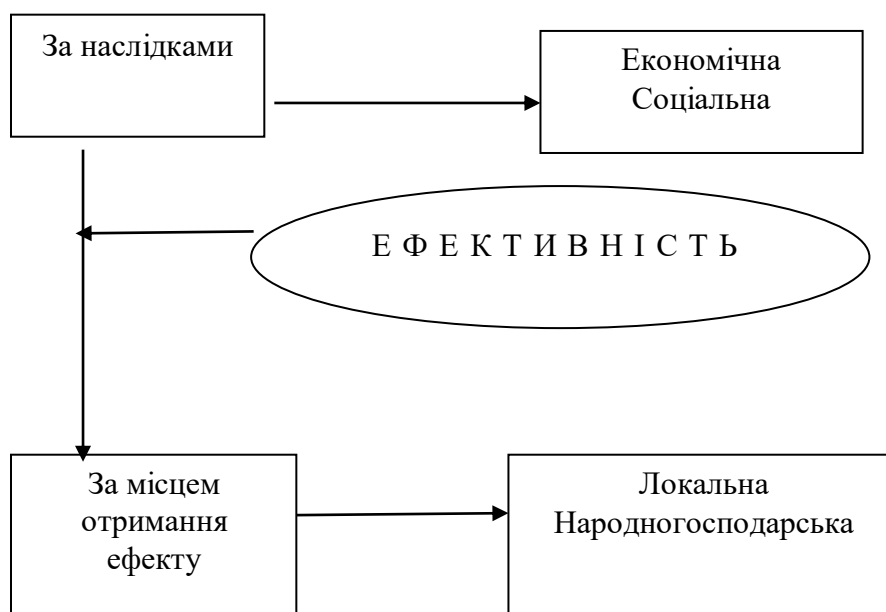 За наслідками
Економічна
Соціальна
Е Ф Е К Т И В Н І С Т Ь
За місцем
отримання
ефекту
Локальна
Народногосподарська